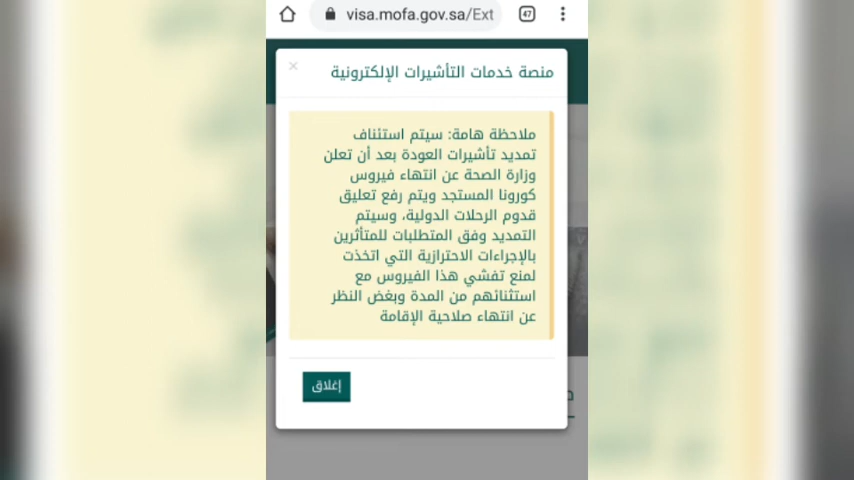 visa.mofa.gov.sa/Ext
47
منصة خدمات التأشيرات الإلكترونية
×
ملاحظة هامة: سيتم استئناف
تمديد تأشيرات العودة بعد أن تعلن
وزارة الصحة عن انتهاء فيروس
كورونا المستجد ويتم رفع تعليق
قدوم الرحلات الدولية، وسيتم
التمديد وفق المتطلبات للمتأثرين
بالإجراءات الاحترازية التي اتخذت
لمنع تفشي هذا الفيروس مع
استثنائهم من المدة وبغض النظر
عن انتهاء صلاحية الإقامة
إغلاق